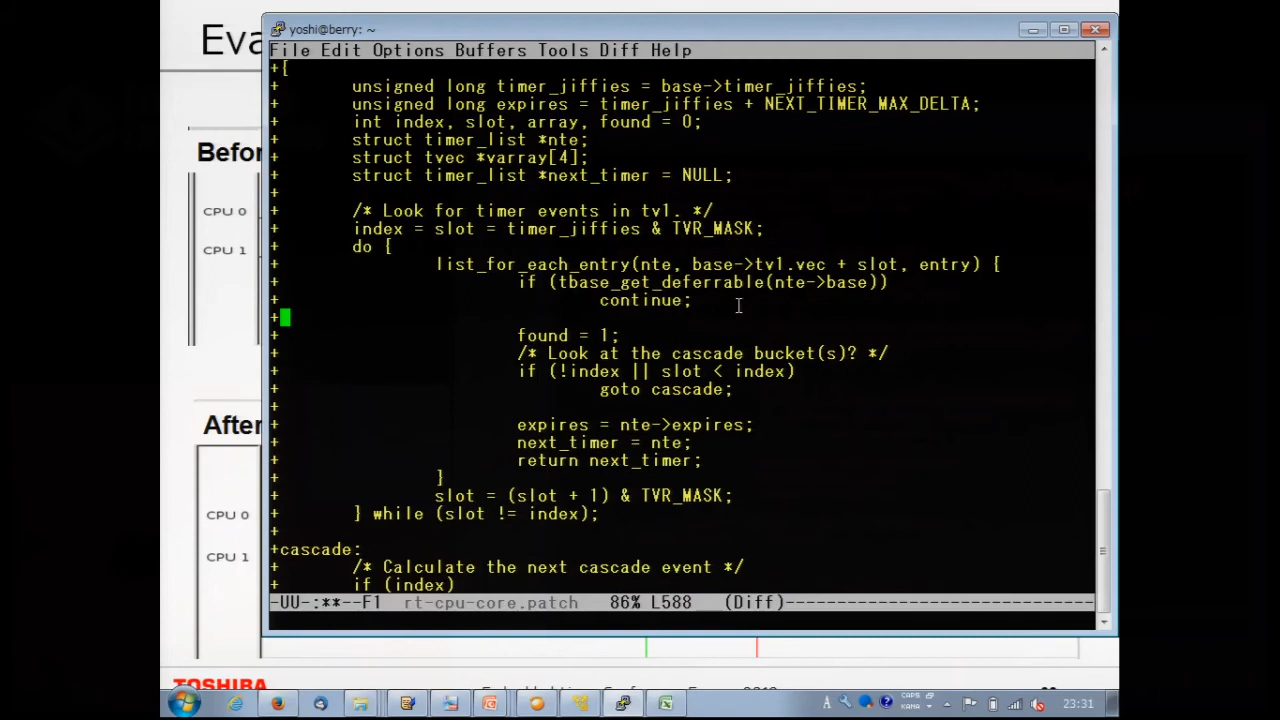 Eva
yoshi@berry: ~
File Edit Options Buffers Tools Diff Help
+{
+ unsigned long timer_jiffies = base->timer_jiffies;
+ unsigned long expires = timer_jiffies + NEXT_TIMER_MAX_DELTA;
+ int index, slot, array, found = 0;
+ struct timer_list *nte;
+ struct tvec *varray[4];
+ struct timer_list *next_timer = NULL;
+
+ /* Look for timer events in tv1. */
+ index = slot = timer_jiffies & TVR_MASK;
+ do {
+ list_for_each_entry(nte, base->tv1.vec + slot, entry) {
+ if (tbase_get_deferrable(nte->base))
+ continue;
+
+ found = 1;
+ /* Look at the cascade bucket(s)? */
+ if (!index || slot < index)
+ goto cascade;
+
+ expires = nte->expires;
+ next_timer = nte;
+ return next_timer;
+ }
+ slot = (slot + 1) & TVR_MASK;
+ } while (slot != index);
+
+cascade:
+ /* Calculate the next cascade event */
+ if (index)
-UU-:**--F1 rt-cpu-core.patch 86% L588 (Diff)------------------------------
Befor
CPU 0
CPU 1
After
CPU 0
CPU 1
TOSHIBA
A
CAPS
KANA
23:31